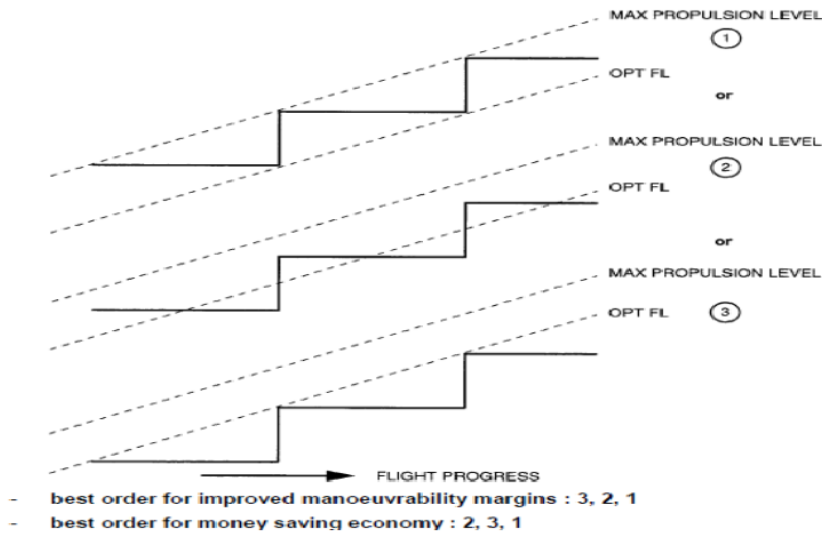 MAX PROPULSION LEVEL
1
OPT FL
or
MAX PROPULSION LEVEL
2
OPT FL
or
MAX PROPULSION LEVEL
OPT FL 3
FLIGHT PROGRESS
- best order for improved manoeuvrability margins : 3, 2, 1
- best order for money saving economy : 2, 3, 1